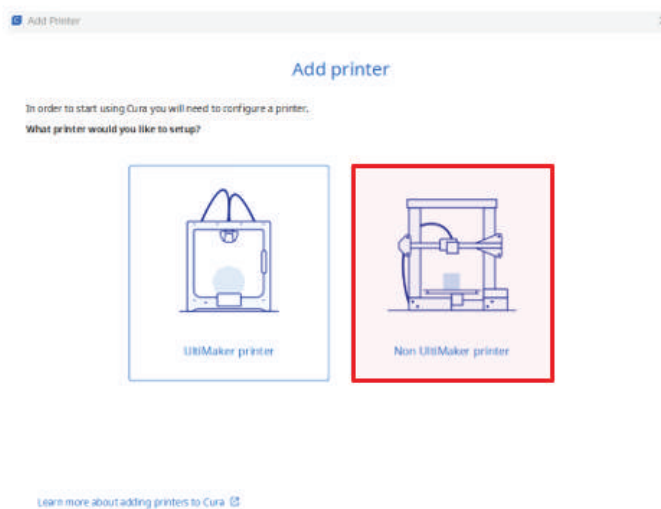 Add Printer
Add printer
In order to start using Cura you will need to configure a printer.
What printer would you like to setup?
UltiMaker printer
Non UltiMaker printer
Learn more about adding printers to Cura